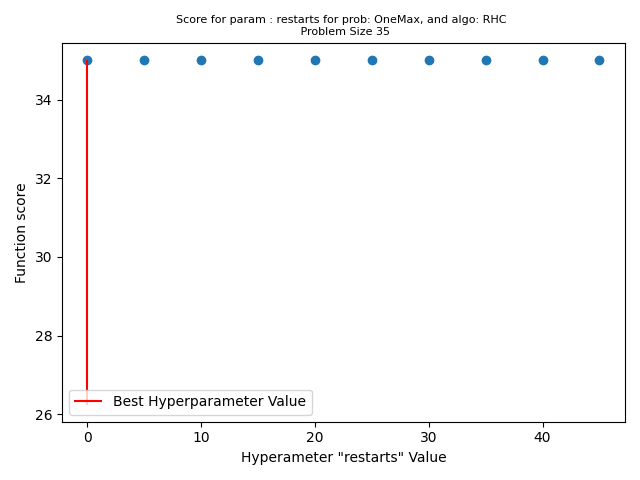 Score for param : restarts for prob: OneMax, and algo: RHC
Problem Size 35
34
32
30
28
26
Function score
Best Hyperparameter Value
0 10 20 30 40
Hyperameter "restarts" Value